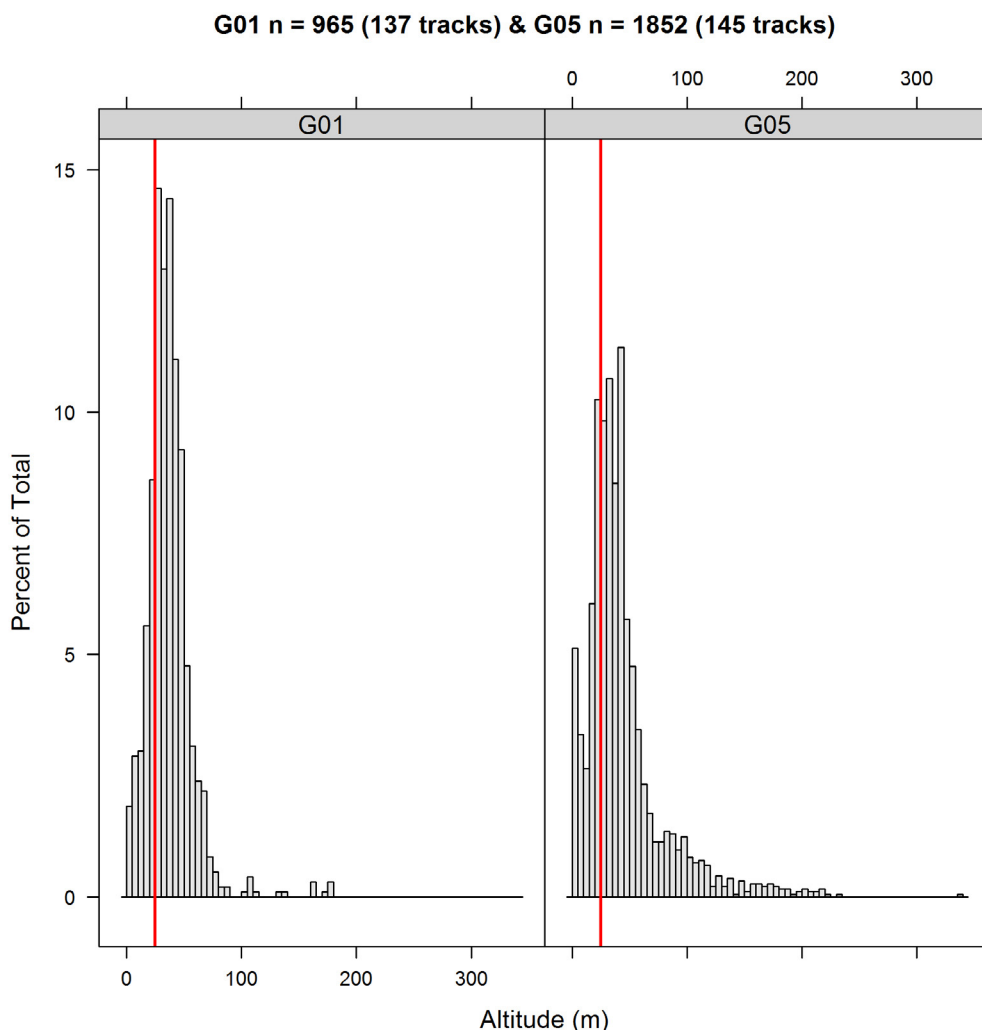 G01 n = 965 (137 tracks) & G05 n = 1852 (145 tracks)
0 100 200 300
G01 G05
15
10
5
0
Percent of Total
0 100 200 300
Altitude (m)